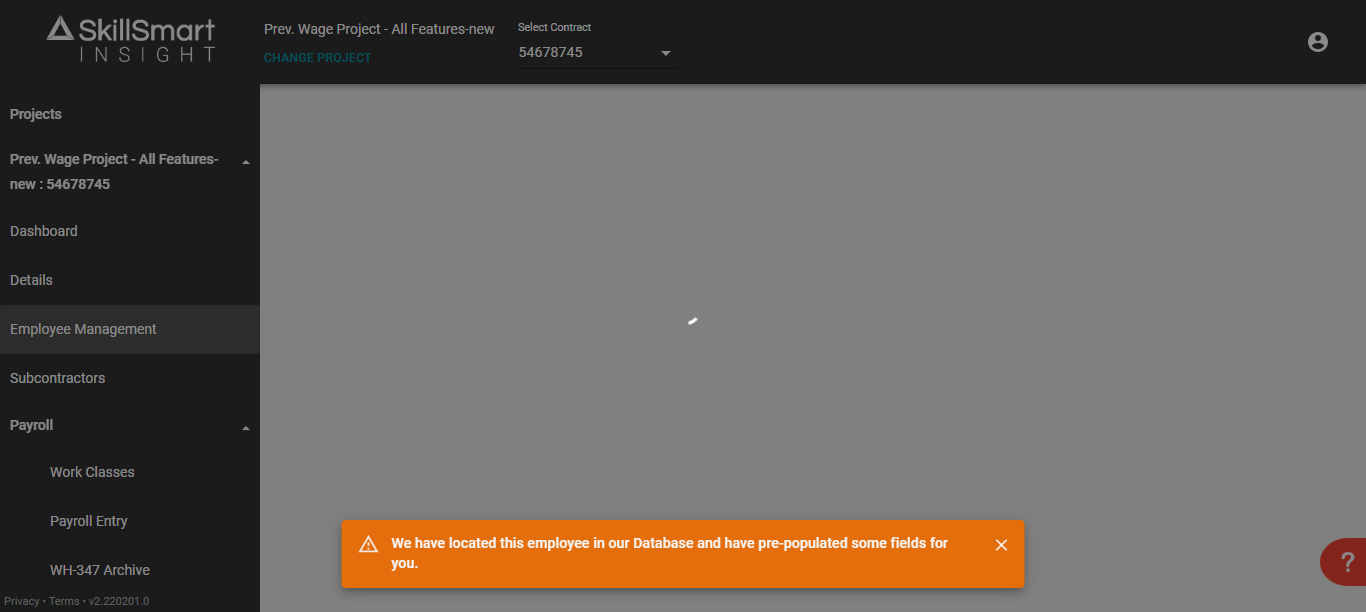 SkillSmart
INSIGHT
Prev. Wage Project - All Features-new
CHANGE PROJECT
Select Contract
54678745
Projects
Prev. Wage Project - All Features-
new : 54678745
Dashboard
Details
Employee Management
Subcontractors
Payroll
Work Classes
Payroll Entry
WH-347 Archive
Privacy • Terms • v2.220201.0
We have located this employee in our Database and have pre-populated some fields for
you.
?